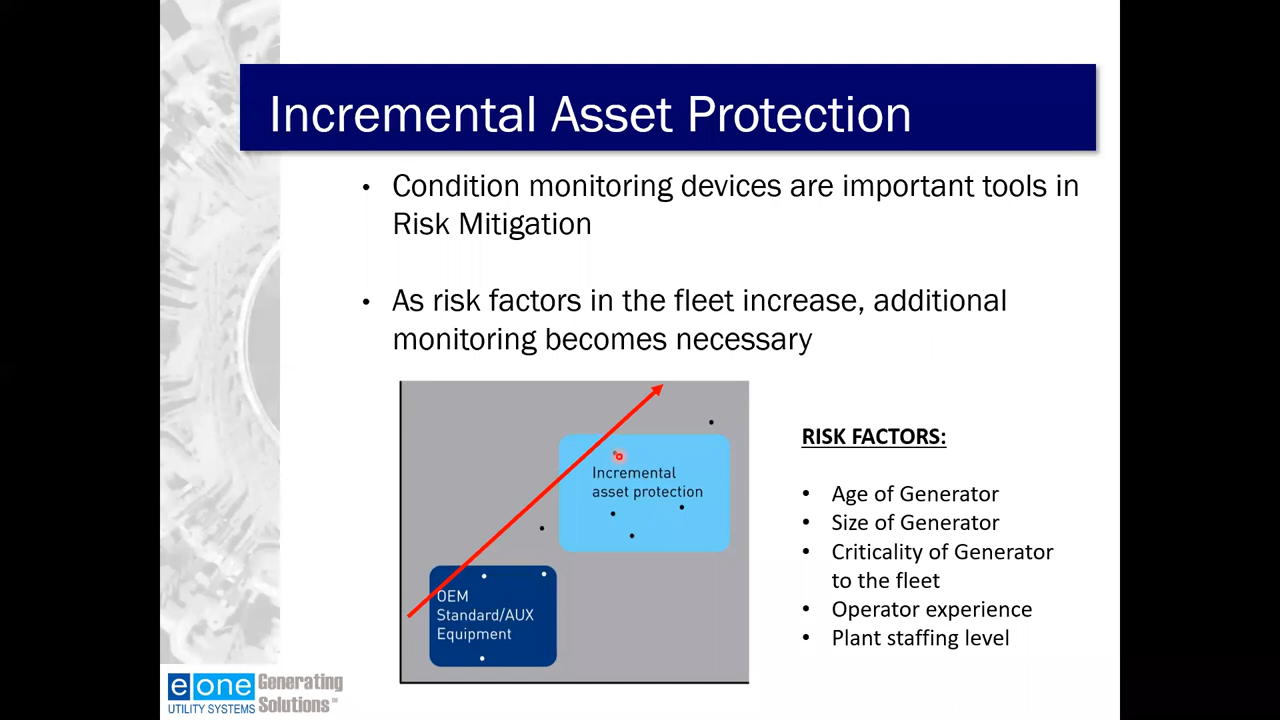 Incremental Asset Protection
• Condition monitoring devices are important tools in
Risk Mitigation
• As risk factors in the fleet increase, additional
monitoring becomes necessary
Incremental
asset protection
OEM
Standard/AUX
Equipment
RISK FACTORS:
• Age of Generator
• Size of Generator
• Criticality of Generator
to the fleet
• Operator experience
• Plant staffing level
e one
UTILITY SYSTEMS
Generating
Solutions™